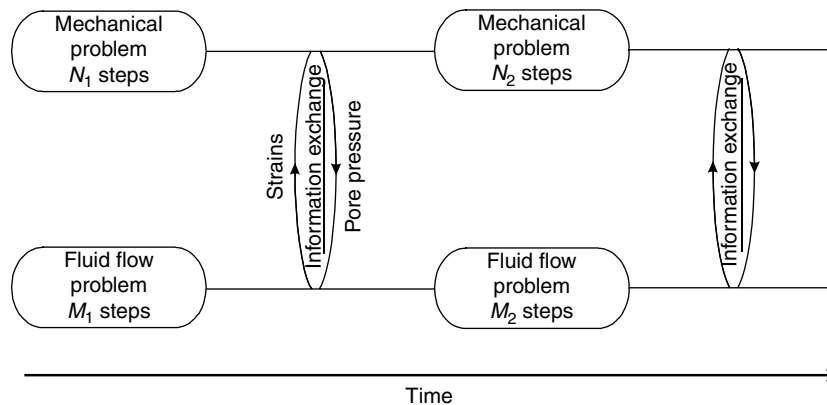 Mechanical
problem
N1 steps
Mechanical
problem
N2 steps
Strains
Information exchange
Pore pressure
Information exchange
Fluid flow
problem
M1 steps
Fluid flow
problem
M2 steps
Time